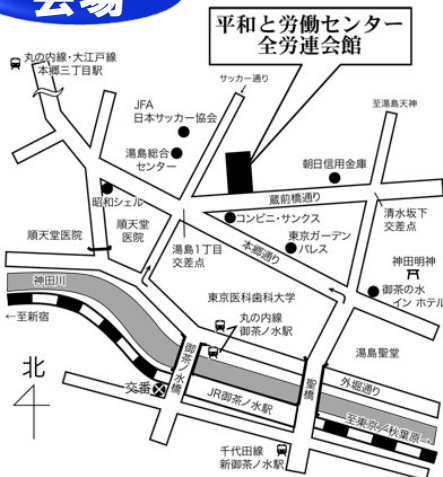 会場
平和と労働センター
全労連会館
丸の内線・大江戸線
本郷三丁目駅
サッカー通り
至湯島天神
JFA
日本サッカー協会
湯島総合
センター
朝日信用金庫
昭和シェル
蔵前橋通り
順天堂医院
順天堂
医院
コンビニ・サンクス
清水坂下
交差点
湯島1丁目
交差点
本郷通り
東京ガーデン
パレス
神田明神
神田川
東京医科歯科大学
御茶の水
イン ホテル
←至新宿
丸の内線
御茶ノ水駅
湯島聖堂
北
御茶ノ水橋
聖橋
外堀通り
交番
JR御茶ノ水駅
至東京/秋葉原→
千代田線
新御茶ノ水駅